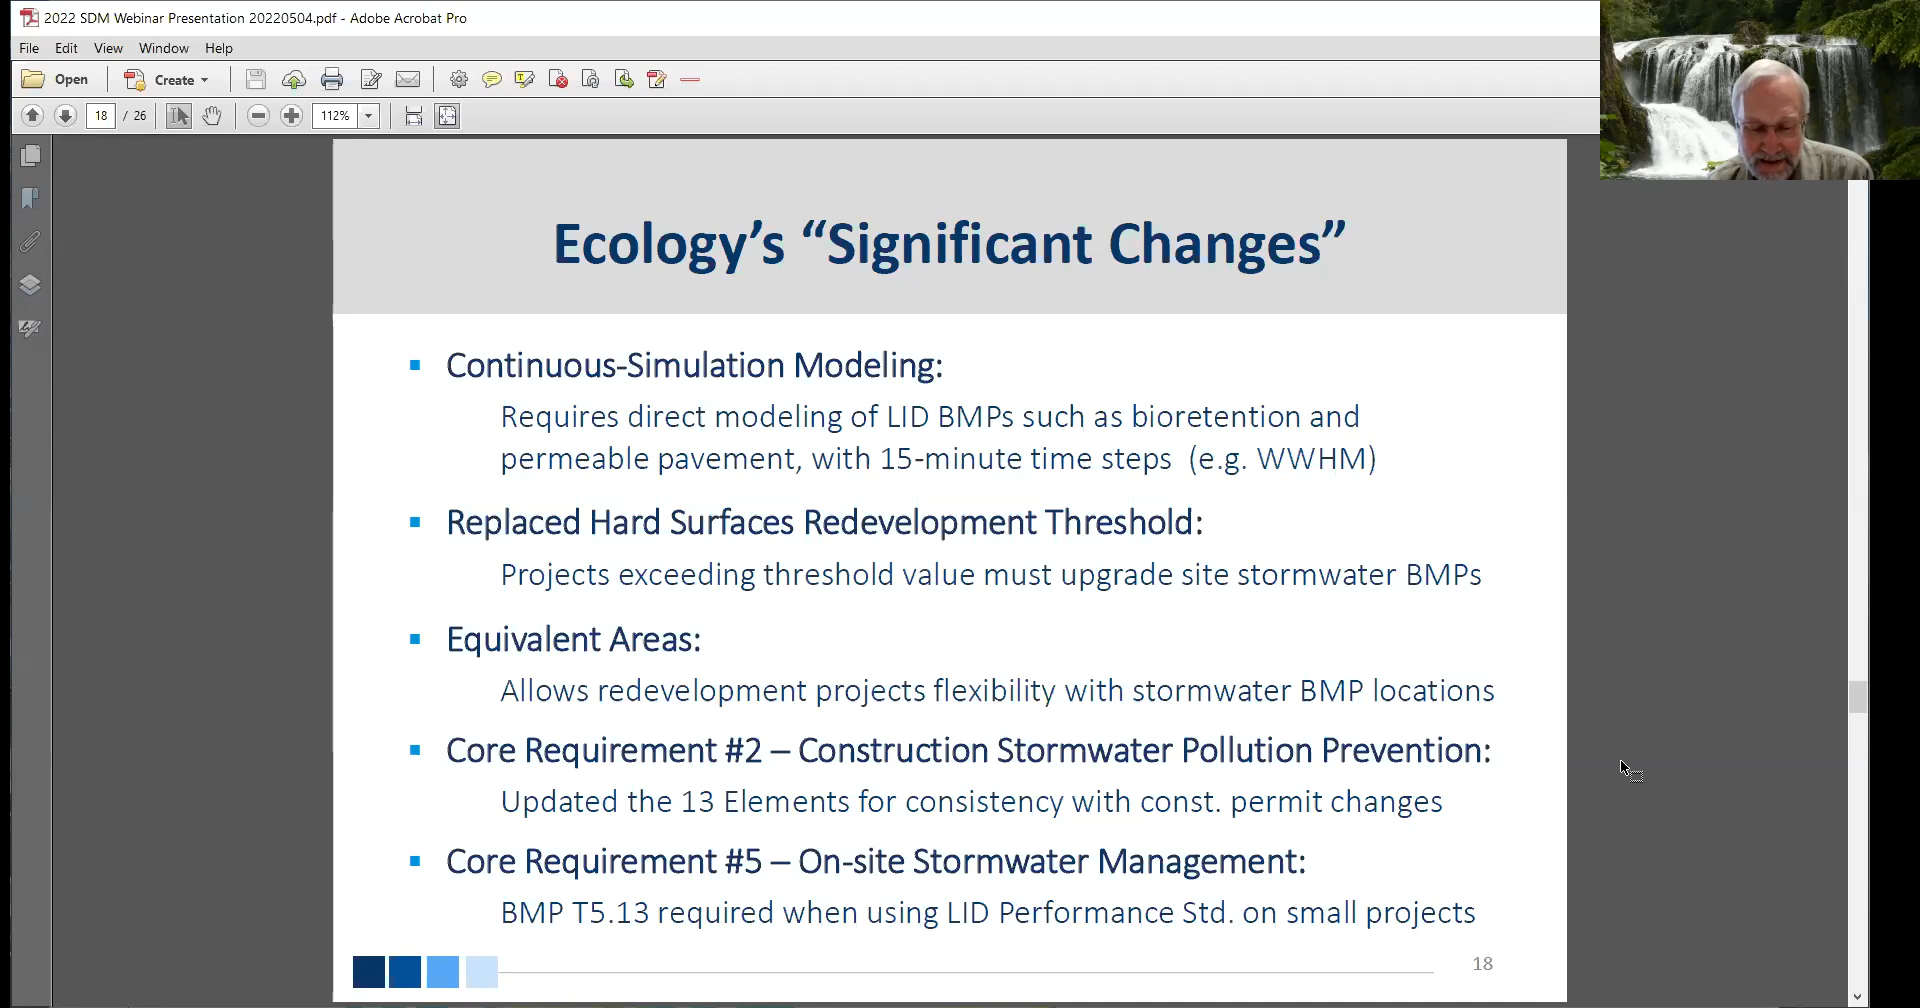 2022 SDM Webinar Presentation 20220504.pdf - Adobe Acrobat Pro
File Edit View Window Help
Open Create
18 / 26 112%
Ecology’s “Significant Changes”
▪ Continuous-Simulation Modeling:
Requires direct modeling of LID BMPs such as bioretention and
permeable pavement, with 15-minute time steps (e.g. WWHM)
▪ Replaced Hard Surfaces Redevelopment Threshold:
Projects exceeding threshold value must upgrade site stormwater BMPs
▪ Equivalent Areas:
Allows redevelopment projects flexibility with stormwater BMP locations
▪ Core Requirement #2 – Construction Stormwater Pollution Prevention:
Updated the 13 Elements for consistency with const. permit changes
▪ Core Requirement #5 – On-site Stormwater Management:
BMP T5.13 required when using LID Performance Std. on small projects
18